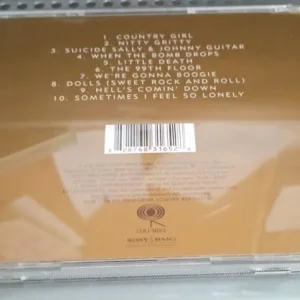 1 COUNTRY GIRL
2. NITTY GRITTY
3. SUICIDE SALLY & JOHNNY GUITAR
4. WHEN THE BOMB DROPS
5. LITTLE DEATH
6. THE 99TH FLOOR
7. WE'RE GONNA BOOGIE
8. DOLLS (SWEET ROCK AND ROLL)
9. HELL'S COMIN' DOWN
10. SOMETIMES I FEEL SO LONELY